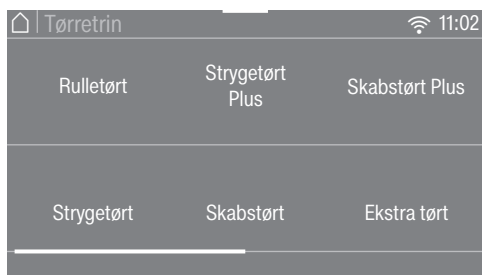 Tørretrin
11:02
Rulletørt
Strygetørt
Plus
Skabstørt Plus
Strygetørt
Skabstørt
Ekstra tørt